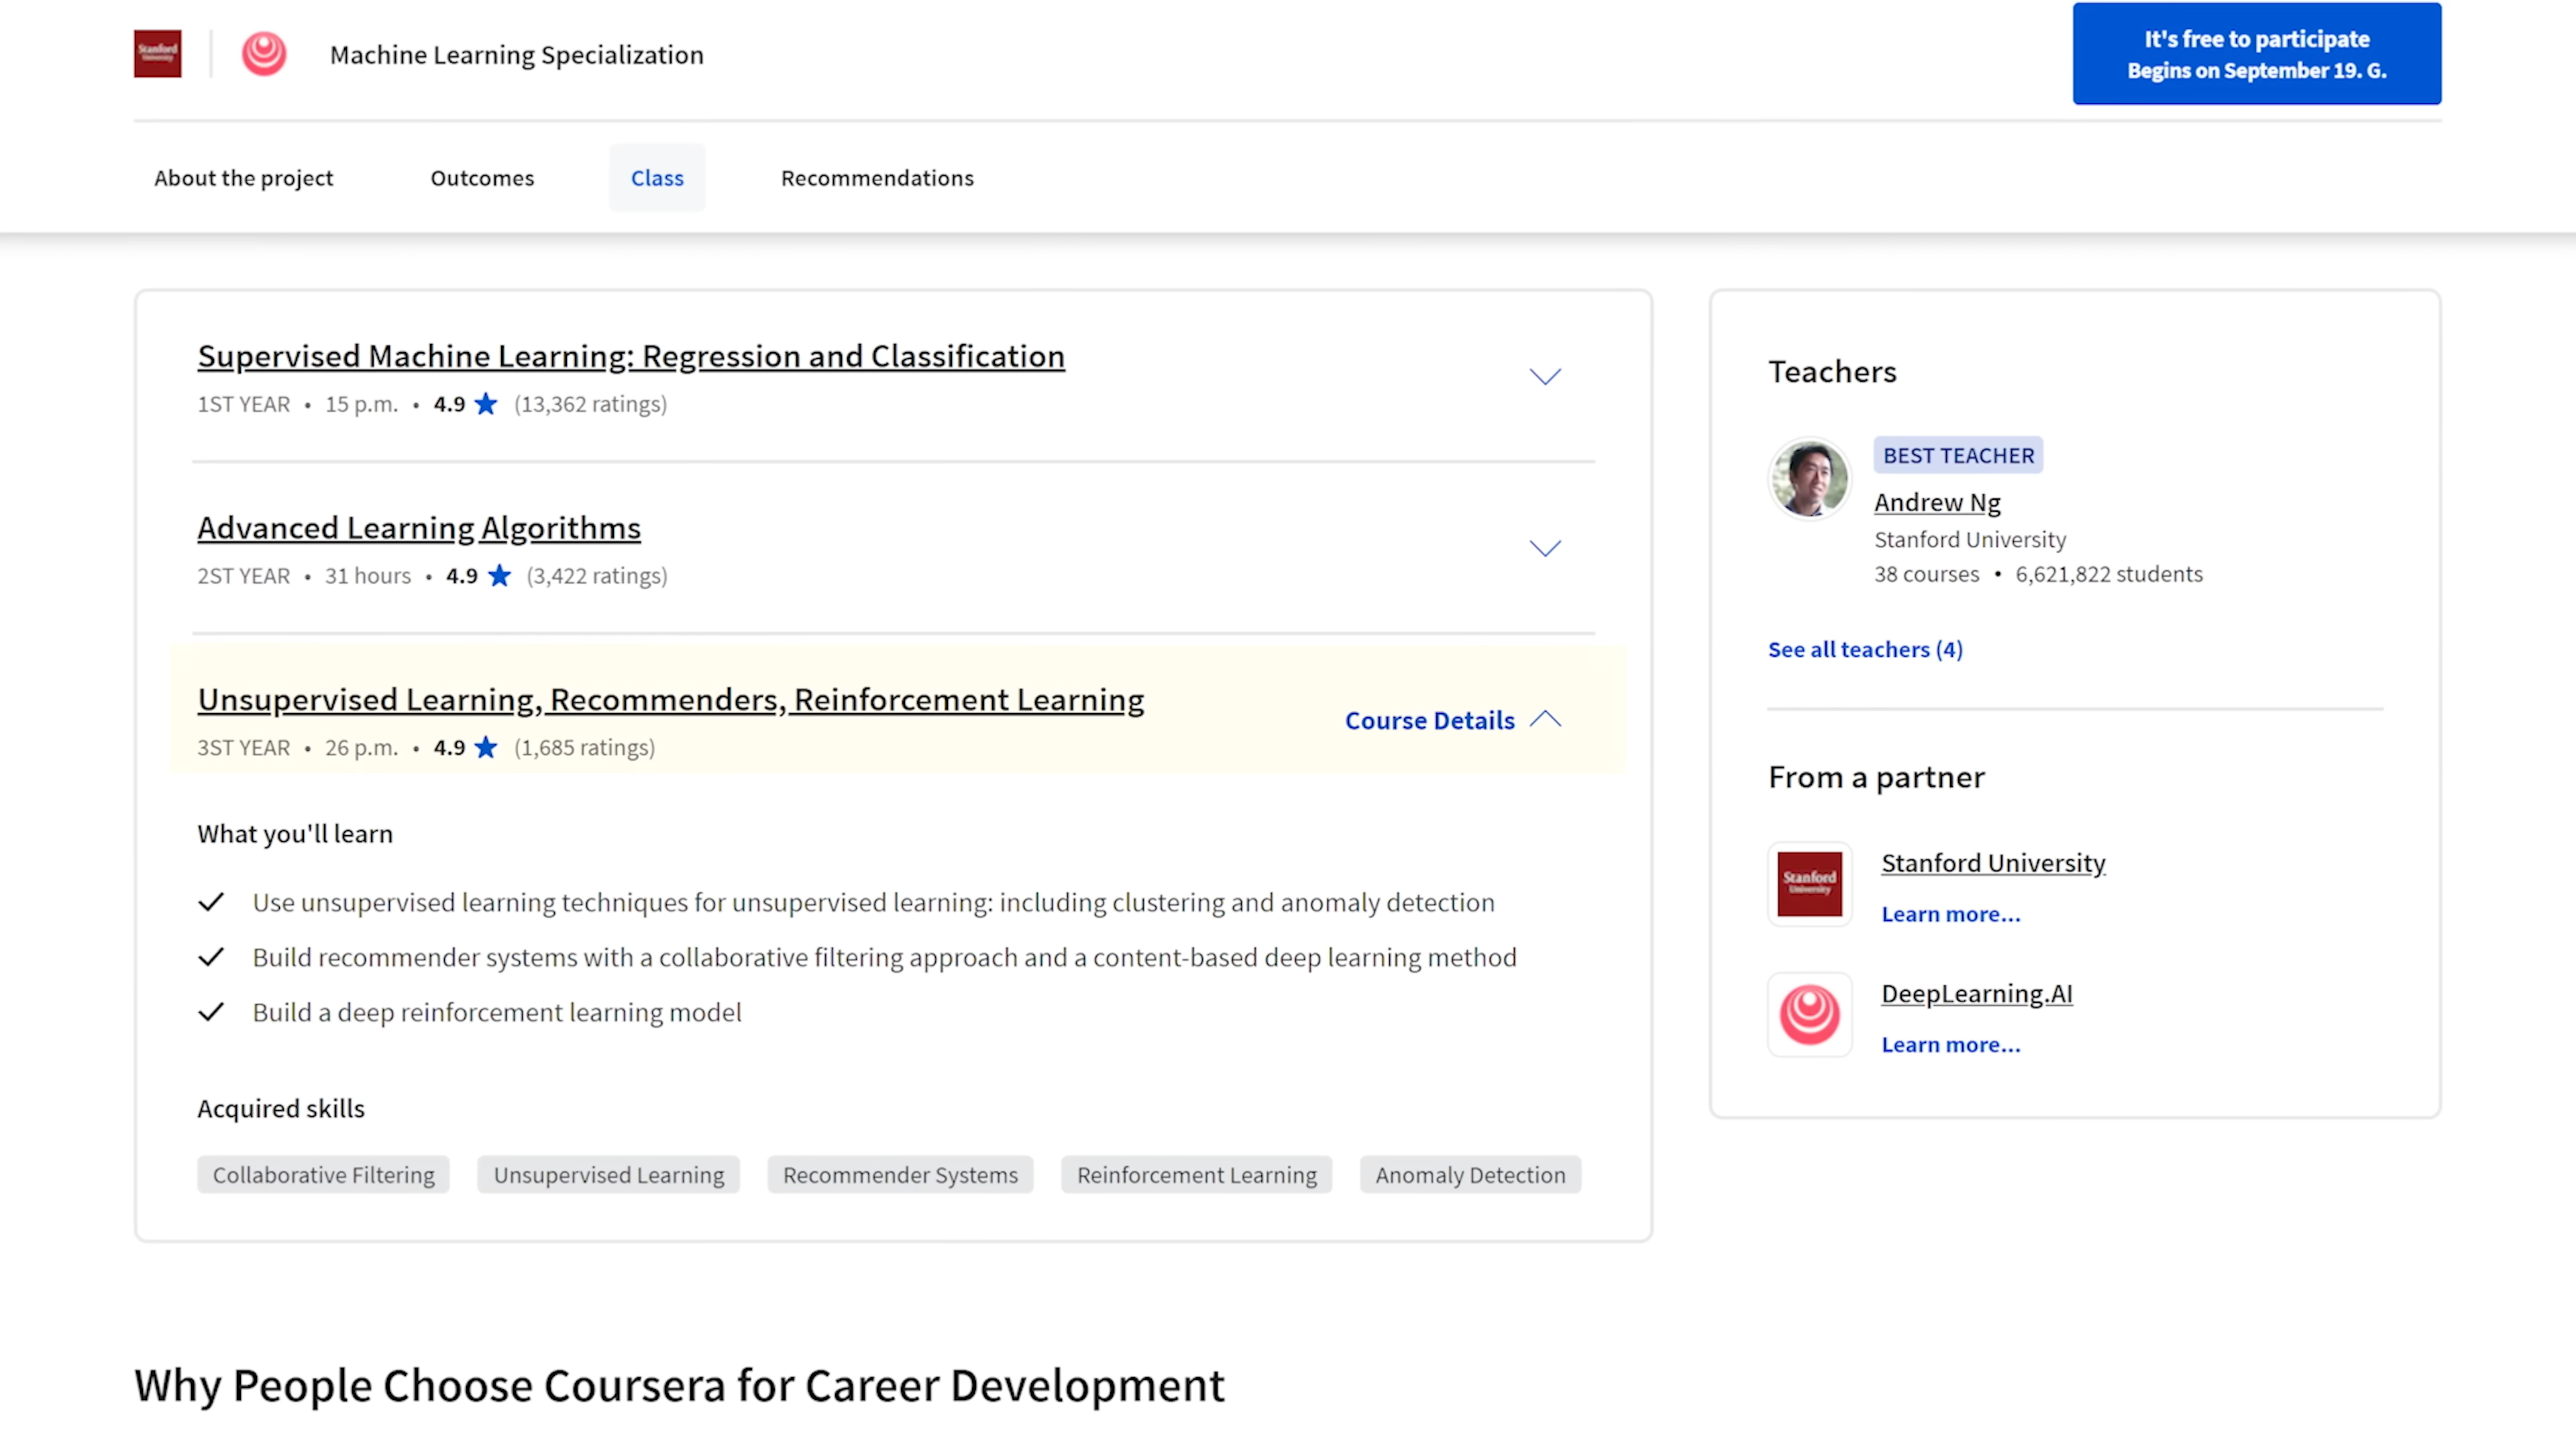 Stanford
University
Machine Learning Specialization
It's free to participate
Begins on September 19. G.
About the project
Outcomes
Class
Recommendations
Supervised Machine Learning: Regression and Classification
1ST YEAR • 15 p.m. • 4.9 ★ (13,362 ratings)
Advanced Learning Algorithms
2ST YEAR • 31 hours • 4.9 ★ (3,422 ratings)
Unsupervised Learning, Recommenders, Reinforcement Learning
3ST YEAR • 26 p.m. • 4.9 ★ (1,685 ratings)
Course Details
What you'll learn
Use unsupervised learning techniques for unsupervised learning: including clustering and anomaly detection
Build recommender systems with a collaborative filtering approach and a content-based deep learning method
Build a deep reinforcement learning model
Acquired skills
Collaborative Filtering
Unsupervised Learning
Recommender Systems
Reinforcement Learning
Anomaly Detection
Teachers
BEST TEACHER
Andrew Ng
Stanford University
38 courses • 6,621,822 students
See all teachers (4)
From a partner
Stanford
University
Stanford University
Learn more...
DeepLearning.AI
Learn more...
Why People Choose Coursera for Career Development